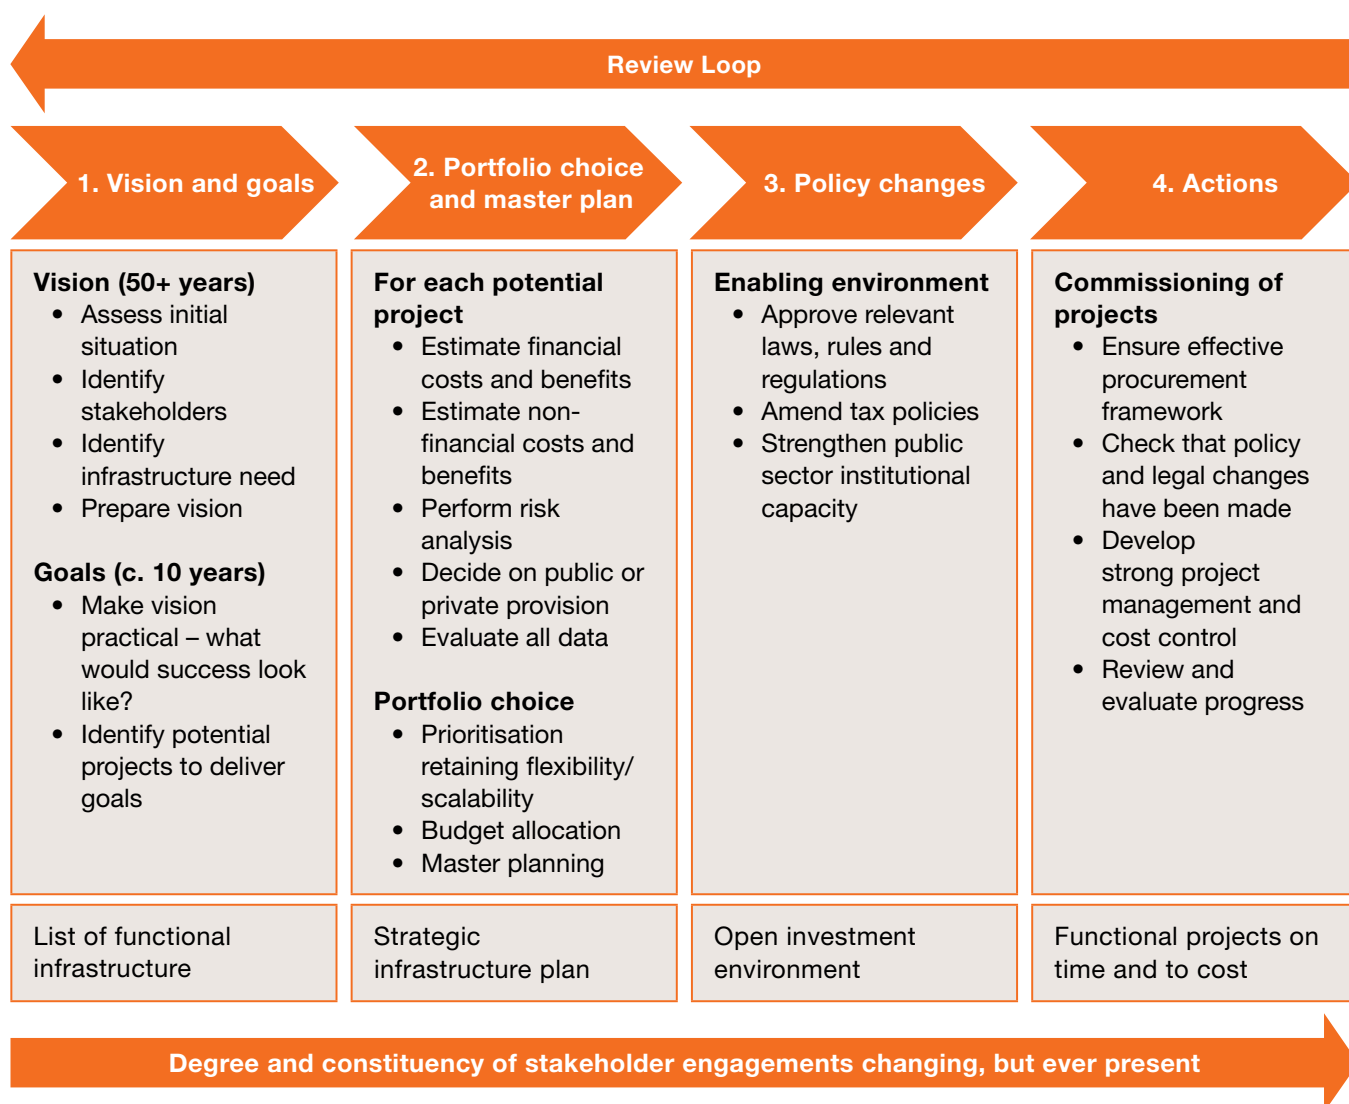 Review Loop
1. Vision and goals
2. Portfolio choice
and master plan
3. Policy changes
4. Actions
Vision (50+ years)
• Assess initial
situation
• Identify
stakeholders
• Identify
infrastructure need
• Prepare vision
Goals (c. 10 years)
• Make vision
practical – what
would success look
like?
• Identify potential
projects to deliver
goals
For each potential
project
• Estimate financial
costs and benefits
• Estimate non-
financial costs and
benefits
• Perform risk
analysis
• Decide on public or
private provision
• Evaluate all data
Portfolio choice
• Prioritisation
retaining flexibility/
scalability
• Budget allocation
• Master planning
Enabling environment
• Approve relevant
laws, rules and
regulations
• Amend tax policies
• Strengthen public
sector institutional
capacity
Commissioning of
projects
• Ensure effective
procurement
framework
• Check that policy
and legal changes
have been made
• Develop
strong project
management and
cost control
• Review and
evaluate progress
List of functional
infrastructure
Strategic
infrastructure plan
Open investment
environment
Functional projects on
time and to cost
Degree and constituency of stakeholder engagements changing, but ever present